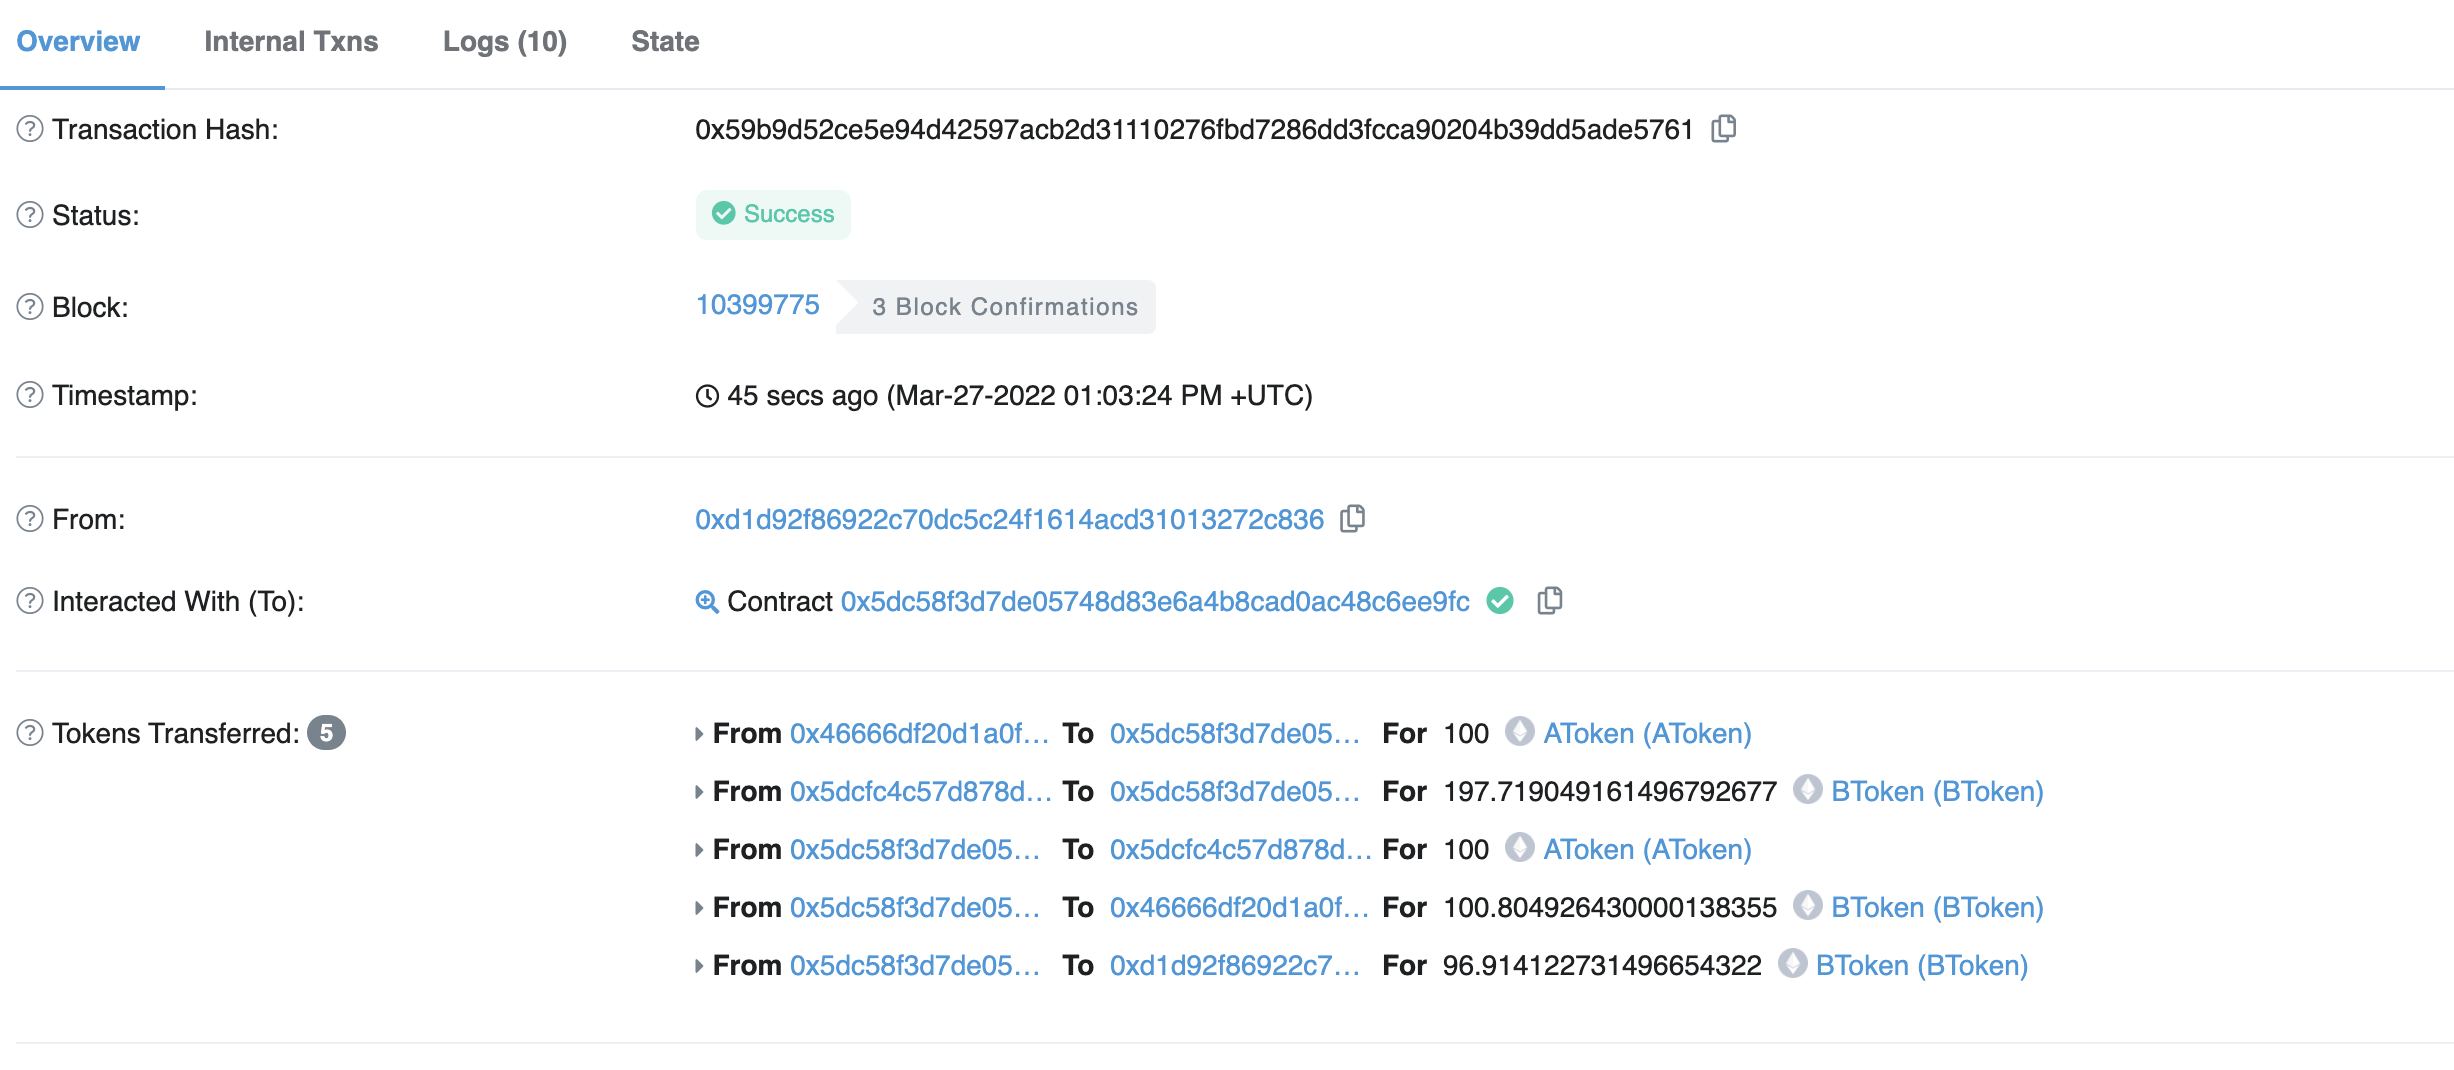 Overview Internal Txns Logs (10) State
Transaction Hash: 0x59b9d52ce5e94d42597acb2d31110276fbd7286dd3fcca90204b39dd5ade5761
Status: Success
Block: 10399775 3 Block Confirmations
Timestamp: 45 secs ago (Mar-27-2022 01:03:24 PM +UTC)
From: 0xd1d92f86922c70dc5c24f1614acd31013272c836
Interacted With (To): Contract 0x5dc58f3d7de05748d83e6a4b8cad0ac48c6ee9fc
Tokens Transferred: 5 From 0x46666df20d1a0f... To 0x5dc58f3d7de05... For 100 AToken (AToken)
From 0x5dcfc4c57d878d... To 0x5dc58f3d7de05... For 197.719049161496792677 BToken (BToken)
From 0x5dc58f3d7de05... To 0x5dcfc4c57d878d... For 100 AToken (AToken)
From 0x5dc58f3d7de05... To 0x46666df20d1a0f... For 100.804926430000138355 BToken (BToken)
From 0x5dc58f3d7de05... To 0xd1d92f86922c7... For 96.914122731496654322 BToken (BToken)